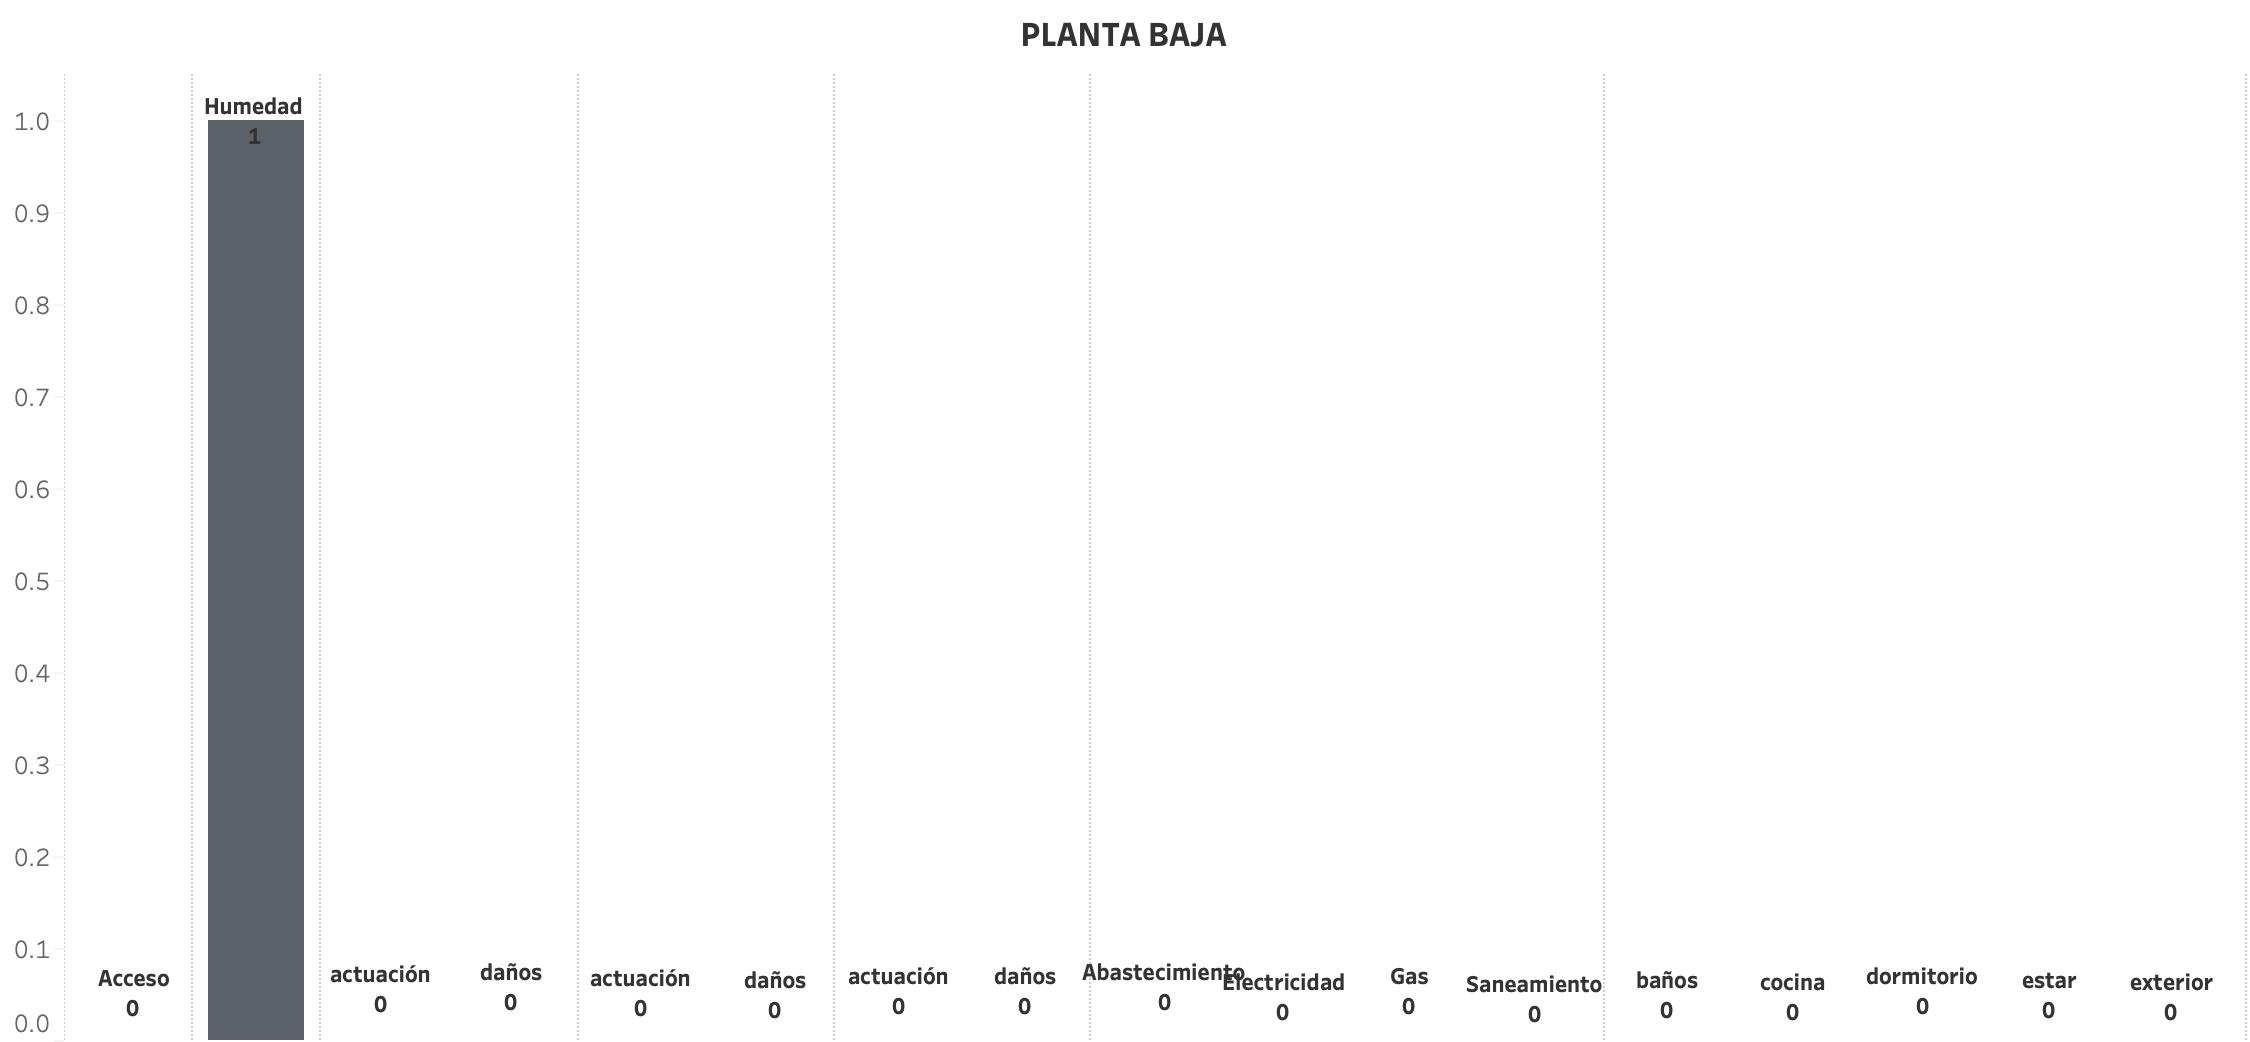 PLANTA BAJA
1.0
0.9
0.8
0.7
0.6
0.5
0.4
0.3
0.2
0.1
0.0
Acceso
0
Humedad
1
actuación
0
daños
0
actuación
0
daños
0
actuación
0
daños
0
Abastecimiento
0
Electricidad
0
Gas
0
Saneamiento
0
baños
0
cocina
0
dormitorio
0
estar
0
exterior
0